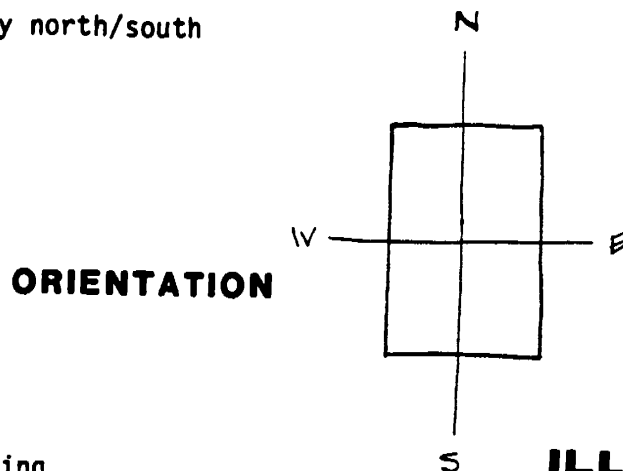 y north/south
N
W
E
ORIENTATION
S
ing
ILL